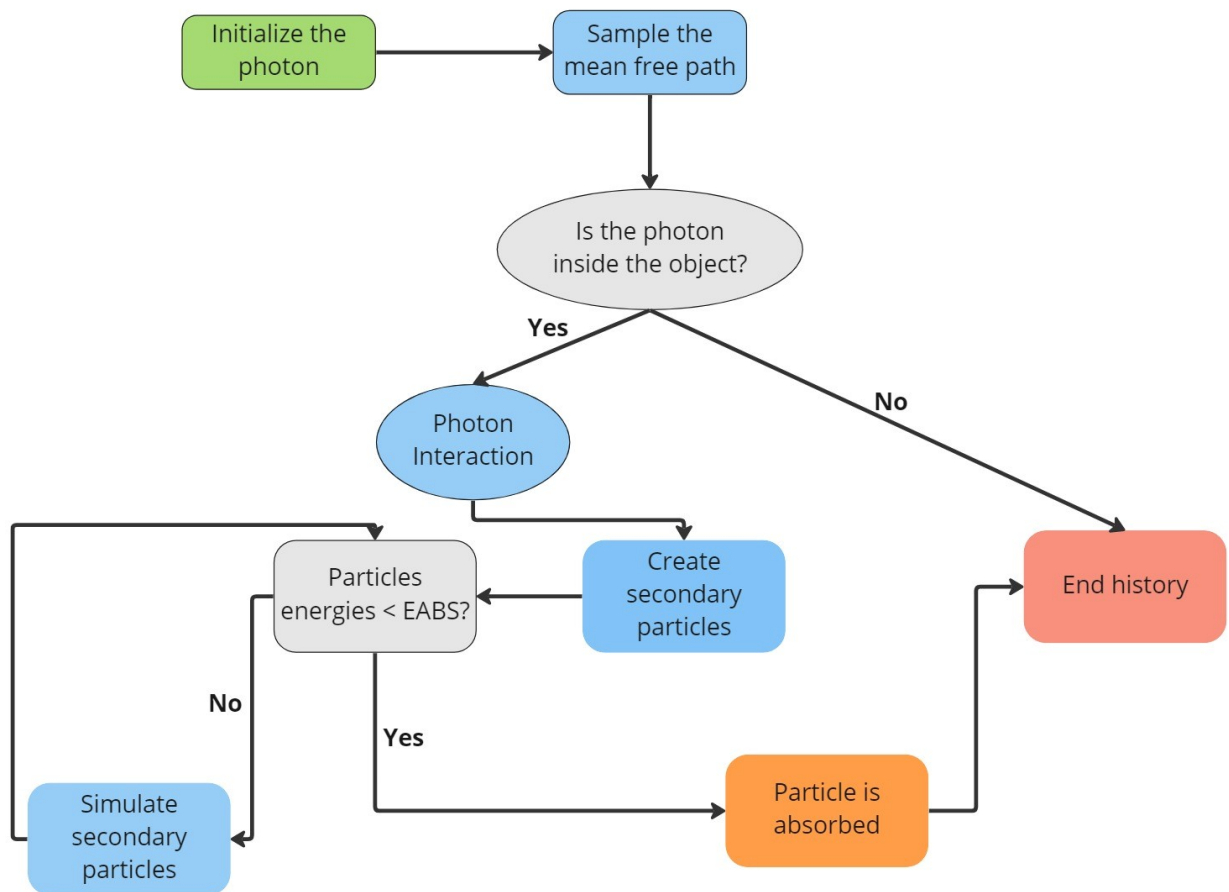 Initialize the
photon
Sample the
mean free path
Is the photon
inside the object?
Yes
No
Photon
Interaction
Particles
energies < EABS?
Create
secondary
particles
End history
No
Yes
Simulate
secondary
particles
Particle is
absorbed